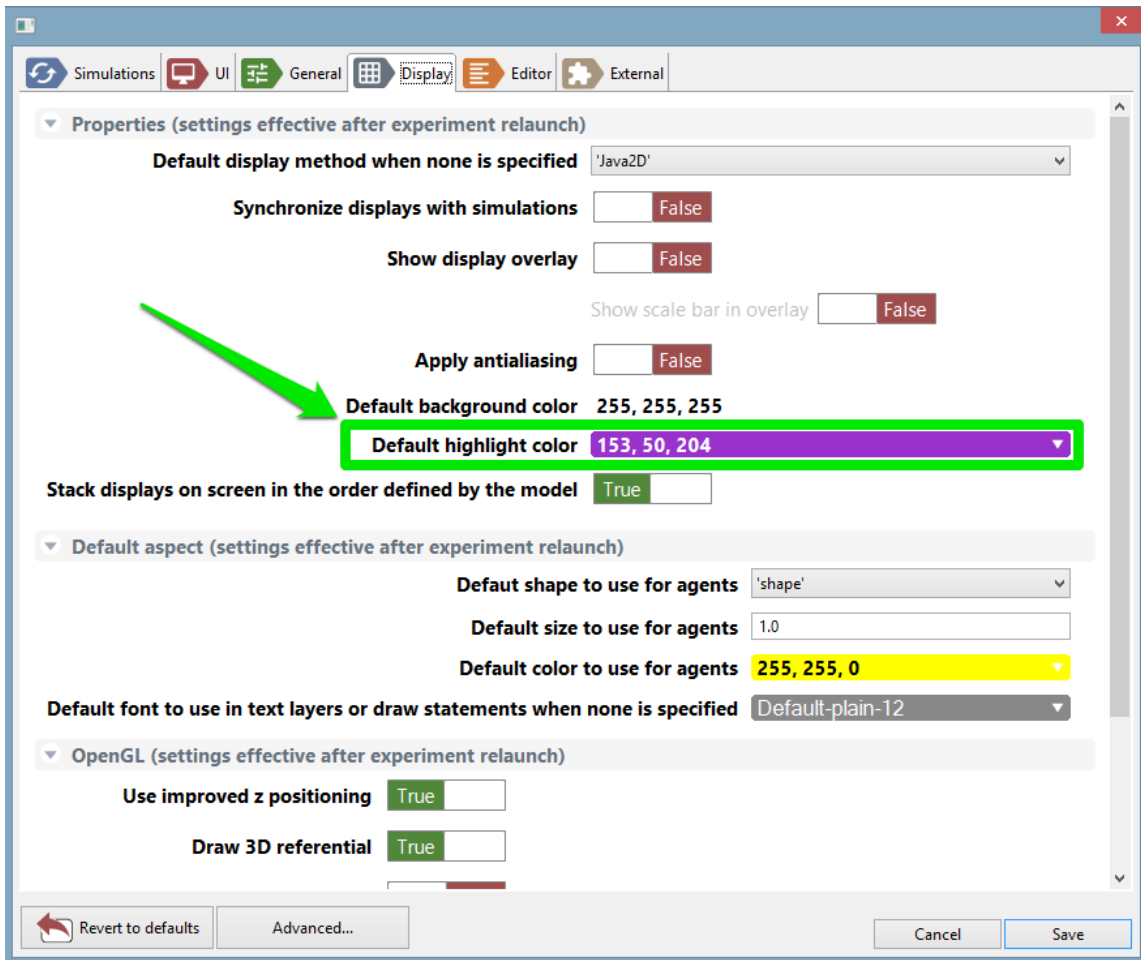 Simulations UI General Display Editor External
Properties (settings effective after experiment relaunch)
Default display method when none is specified 'Java2D'
Synchronize displays with simulations False
Show display overlay False
Show scale bar in overlay False
Apply antialiasing False
Default background color 255, 255, 255
Default highlight color 153, 50, 204
Stack displays on screen in the order defined by the model True
Default aspect (settings effective after experiment relaunch)
Defaut shape to use for agents 'shape'
Default size to use for agents 1.0
Default color to use for agents 255, 255, 0
Default font to use in text layers or draw statements when none is specified Default-plain-12
OpenGL (settings effective after experiment relaunch)
Use improved z positioning True
Draw 3D referential True
Revert to defaults Advanced... Cancel Save